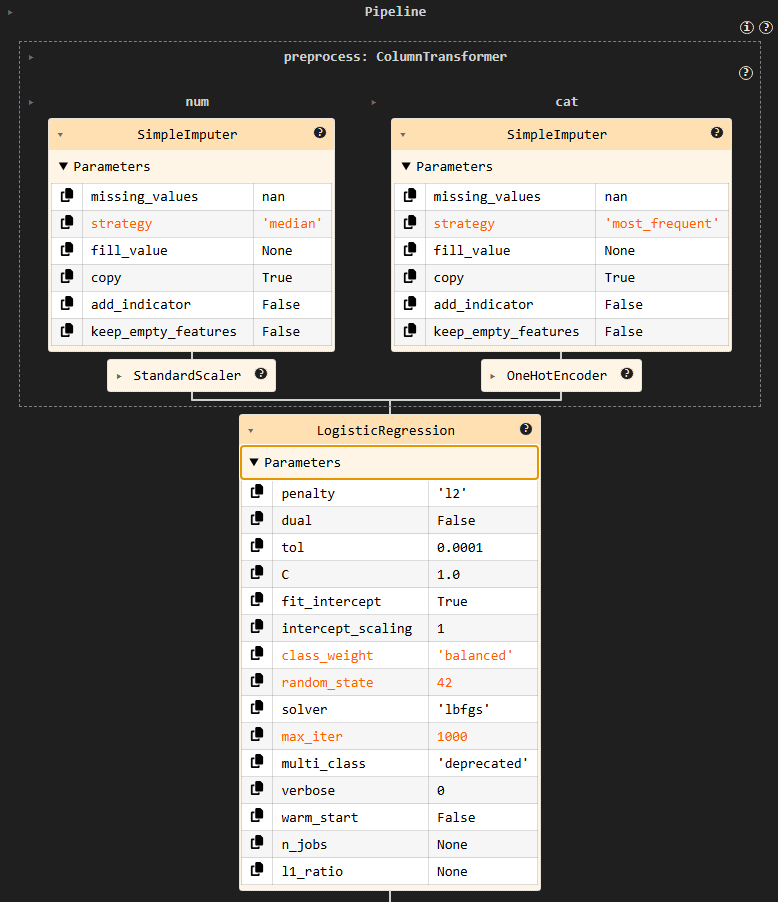 Pipeline
preprocess: ColumnTransformer
num
SimpleImputer
Parameters
missing_values nan
strategy 'median'
fill_value None
copy True
add_indicator False
keep_empty_features False
StandardScaler
cat
SimpleImputer
Parameters
missing_values nan
strategy 'most_frequent'
fill_value None
copy True
add_indicator False
keep_empty_features False
OneHotEncoder
LogisticRegression
Parameters
penalty 'l2'
dual False
tol 0.0001
C 1.0
fit_intercept True
intercept_scaling 1
class_weight 'balanced'
random_state 42
solver 'lbfgs'
max_iter 1000
multi_class 'deprecated'
verbose 0
warm_start False
n_jobs None
l1_ratio None